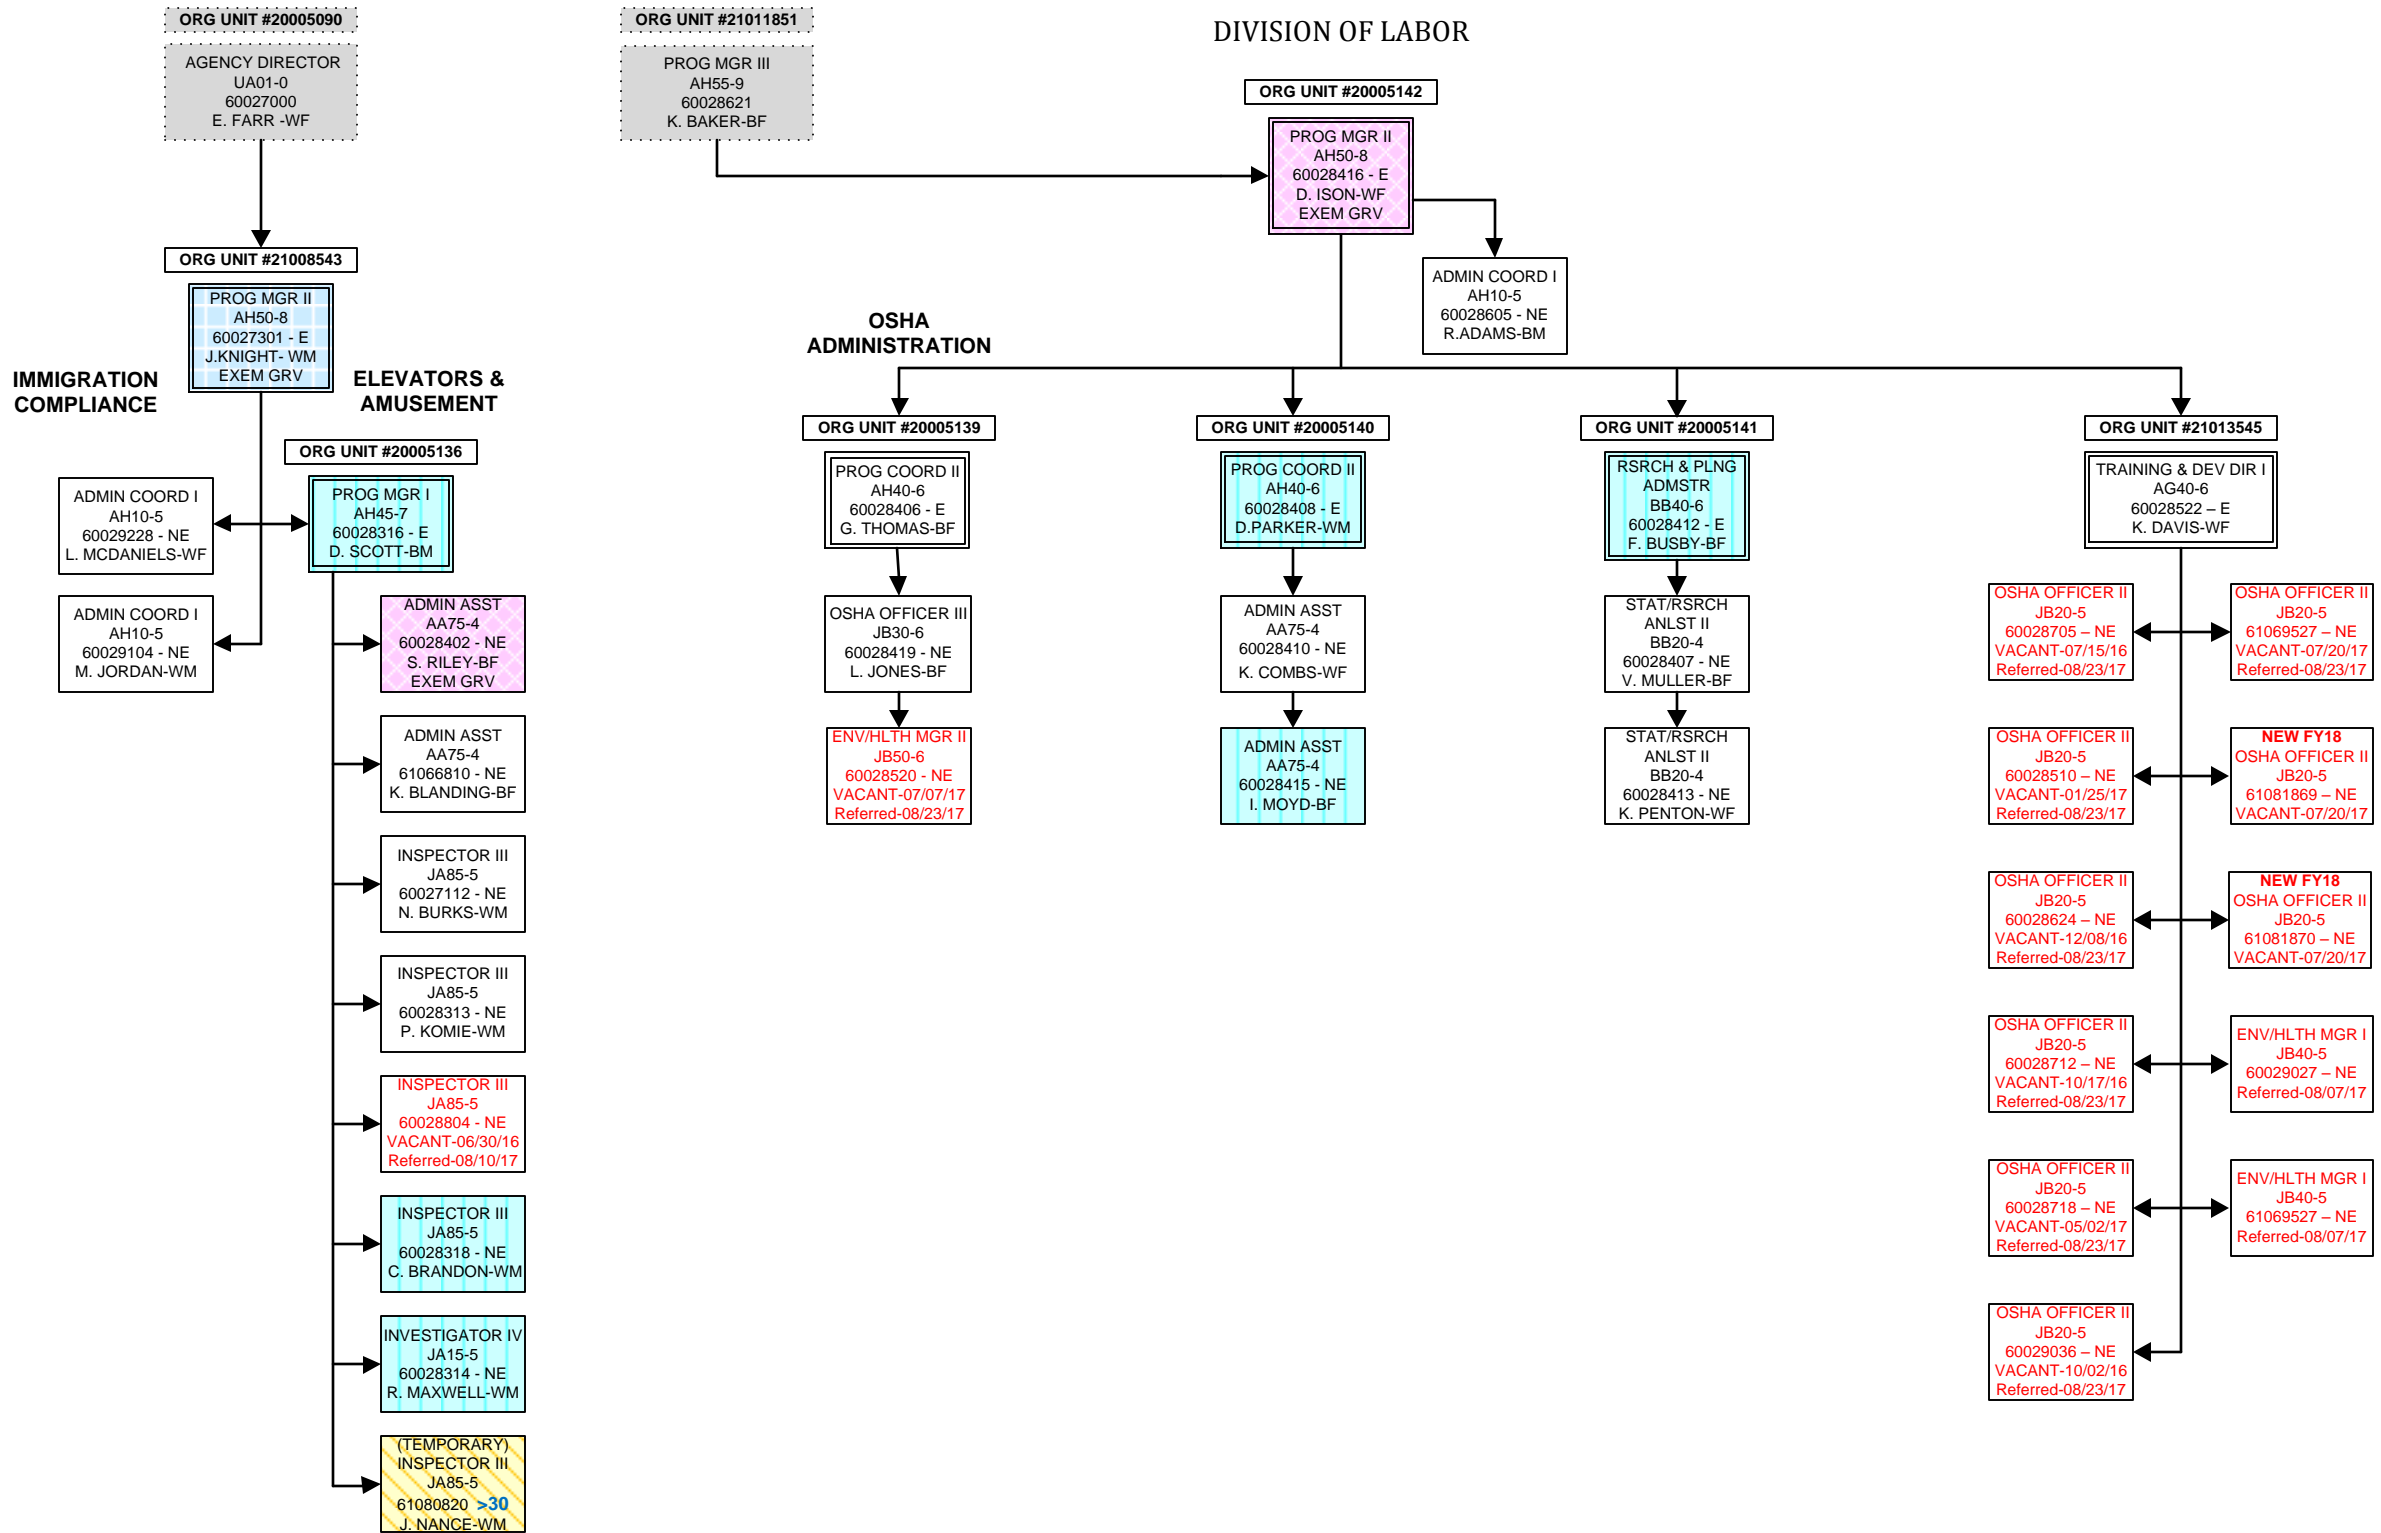 DIVISION OF LABOR
ORG UNIT #20005090
AGENCY DIRECTOR
UA01-0
60027000
E. FARR -WF
ORG UNIT #21011851
PROG MGR III
AH55-9
60028621
K. BAKER-BF
ORG UNIT #20005142
PROG MGR II
AH50-8
60028416 - E
D. ISON-WF
EXEM GRV
ADMIN COORD I
AH10-5
60028605 - NE
R.ADAMS-BM
ORG UNIT #21008543
PROG MGR II
AH50-8
60027301 - E
J.KNIGHT- WM
EXEM GRV
IMMIGRATION
COMPLIANCE
ELEVATORS &
AMUSEMENT
ADMIN COORD I
AH10-5
60029228 - NE
L. MCDANIELS-WF
ADMIN COORD I
AH10-5
60029104 - NE
M. JORDAN-WM
ORG UNIT #20005136
PROG MGR I
AH45-7
60028316 - E
D. SCOTT-BM
ADMIN ASST
AA75-4
60028402 - NE
S. RILEY-BF
EXEM GRV
ADMIN ASST
AA75-4
61066810 - NE
K. BLANDING-BF
INSPECTOR III
JA85-5
60027112 - NE
N. BURKS-WM
INSPECTOR III
JA85-5
60028313 - NE
P. KOMIE-WM
INSPECTOR III
JA85-5
60028804 - NE
VACANT-06/30/16
Referred-08/10/17
INSPECTOR III
JA85-5
60028318 - NE
C. BRANDON-WM
INVESTIGATOR IV
JA15-5
60028314 - NE
R. MAXWELL-WM
(TEMPORARY)
INSPECTOR III
JA85-5
61080820 >30
J. NANCE-WM
OSHA
ADMINISTRATION
ORG UNIT #20005139
PROG COORD II
AH40-6
60028406 - E
G. THOMAS-BF
OSHA OFFICER III
JB30-6
60028419 - NE
L. JONES-BF
ENV/HLTH MGR II
JB50-6
60028520 - NE
VACANT-07/07/17
Referred-08/23/17
ORG UNIT #20005140
PROG COORD II
AH40-6
60028408 - E
D.PARKER-WM
ADMIN ASST
AA75-4
60028410 - NE
K. COMBS-WF
ADMIN ASST
AA75-4
60028415 - NE
I. MOYD-BF
ORG UNIT #20005141
RSRCH & PLNG
ADMSTR
BB40-6
60028412 - E
F. BUSBY-BF
STAT/RSRCH
ANLST II
BB20-4
60028407 - NE
V. MULLER-BF
STAT/RSRCH
ANLST II
BB20-4
60028413 - NE
K. PENTON-WF
ORG UNIT #21013545
TRAINING & DEV DIR I
AG40-6
60028522 – E
K. DAVIS-WF
OSHA OFFICER II
JB20-5
60028705 – NE
VACANT-07/15/16
Referred-08/23/17
OSHA OFFICER II
JB20-5
61069527 – NE
VACANT-07/20/17
Referred-08/23/17
OSHA OFFICER II
JB20-5
60028510 – NE
VACANT-01/25/17
Referred-08/23/17
NEW FY18
OSHA OFFICER II
JB20-5
61081869 – NE
VACANT-07/20/17
OSHA OFFICER II
JB20-5
60028624 – NE
VACANT-12/08/16
Referred-08/23/17
NEW FY18
OSHA OFFICER II
JB20-5
61081870 – NE
VACANT-07/20/17
OSHA OFFICER II
JB20-5
60028712 – NE
VACANT-10/17/16
Referred-08/23/17
ENV/HLTH MGR I
JB40-5
60029027 – NE
Referred-08/07/17
OSHA OFFICER II
JB20-5
60028718 – NE
VACANT-05/02/17
Referred-08/23/17
ENV/HLTH MGR I
JB40-5
61069527 – NE
Referred-08/07/17
OSHA OFFICER II
JB20-5
60029036 – NE
VACANT-10/02/16
Referred-08/23/17